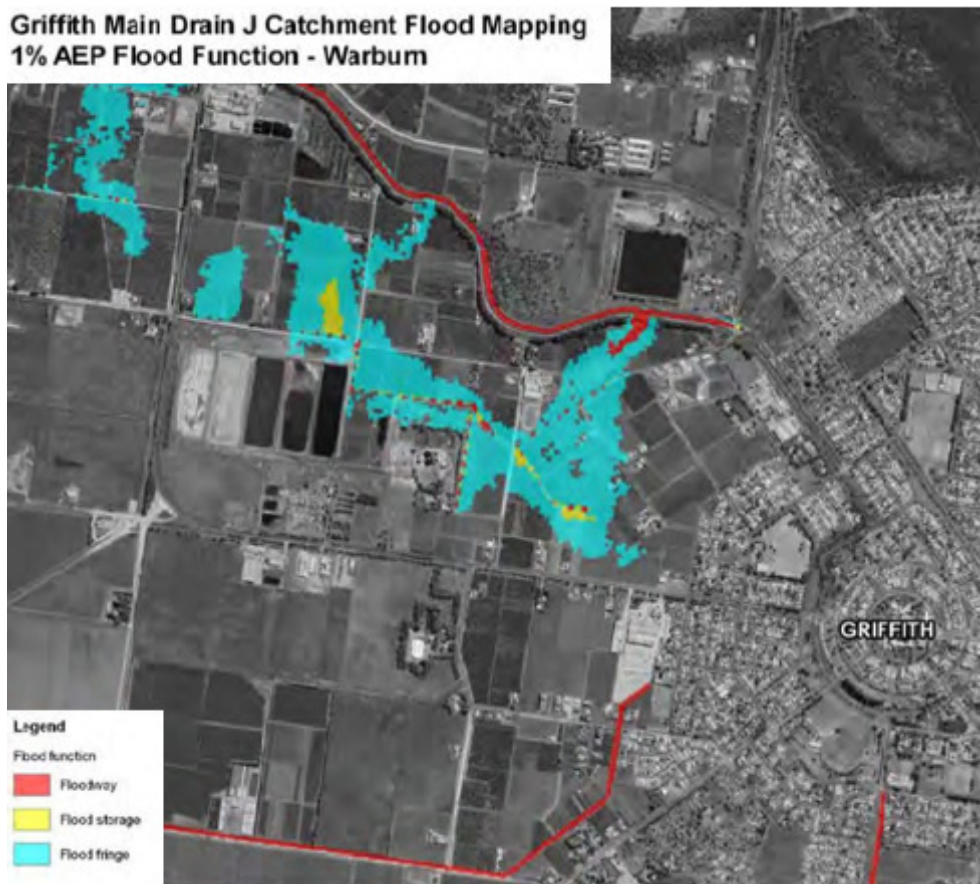 Griffith Main Drain J Catchment Flood Mapping
1% AEP Flood Function - Warburn
GRIFFITH
Legend
Flood function
Floodway
Flood storage
Flood fringe